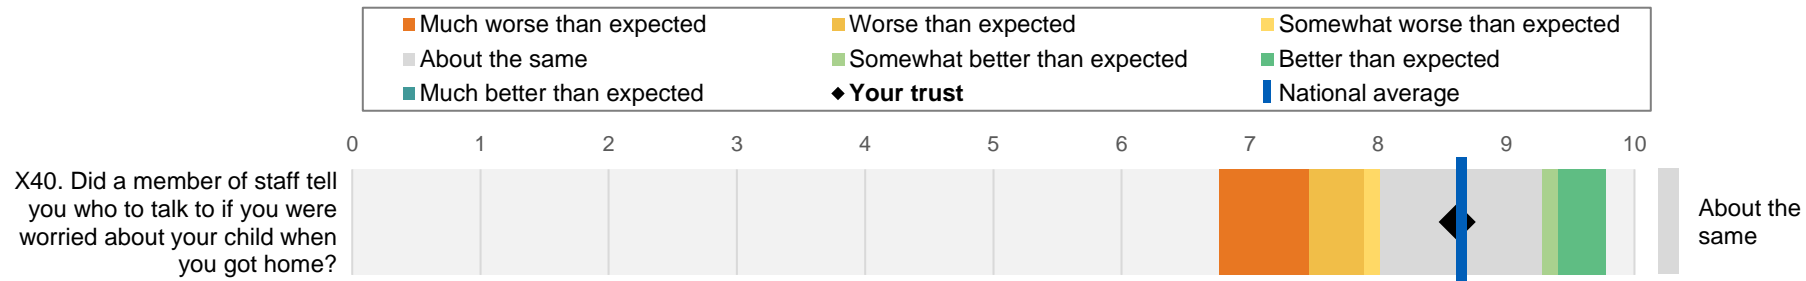 Much worse than expected
Worse than expected
Somewhat worse than expected
About the same
Somewhat better than expected
Better than expected
Much better than expected
Your trust
National average
0 1 2 3 4 5 6 7 8 9 10
X40. Did a member of staff tell
you who to talk to if you were
worried about your child when
you got home?
About the
same